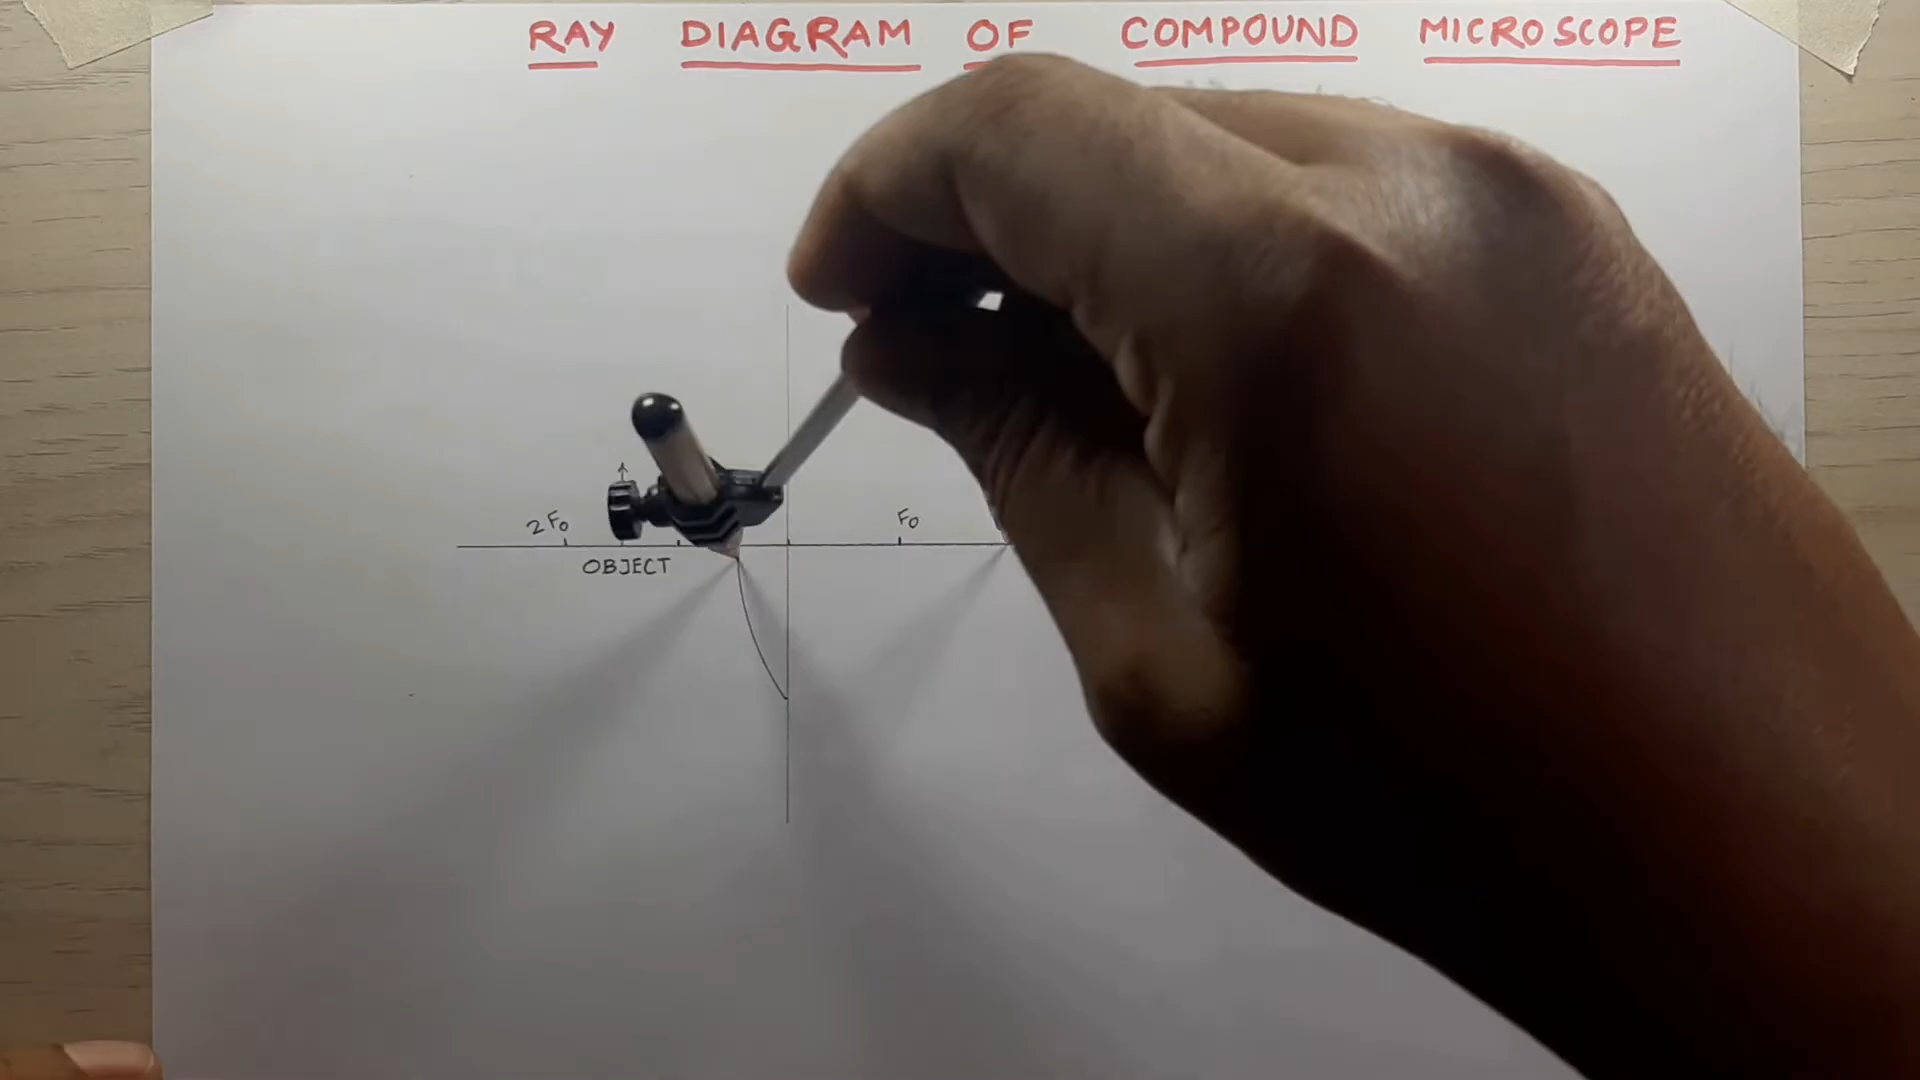 RAY DIAGRAM OF COMPOUND MICROSCOPE
2F₀ F₀
OBJECT